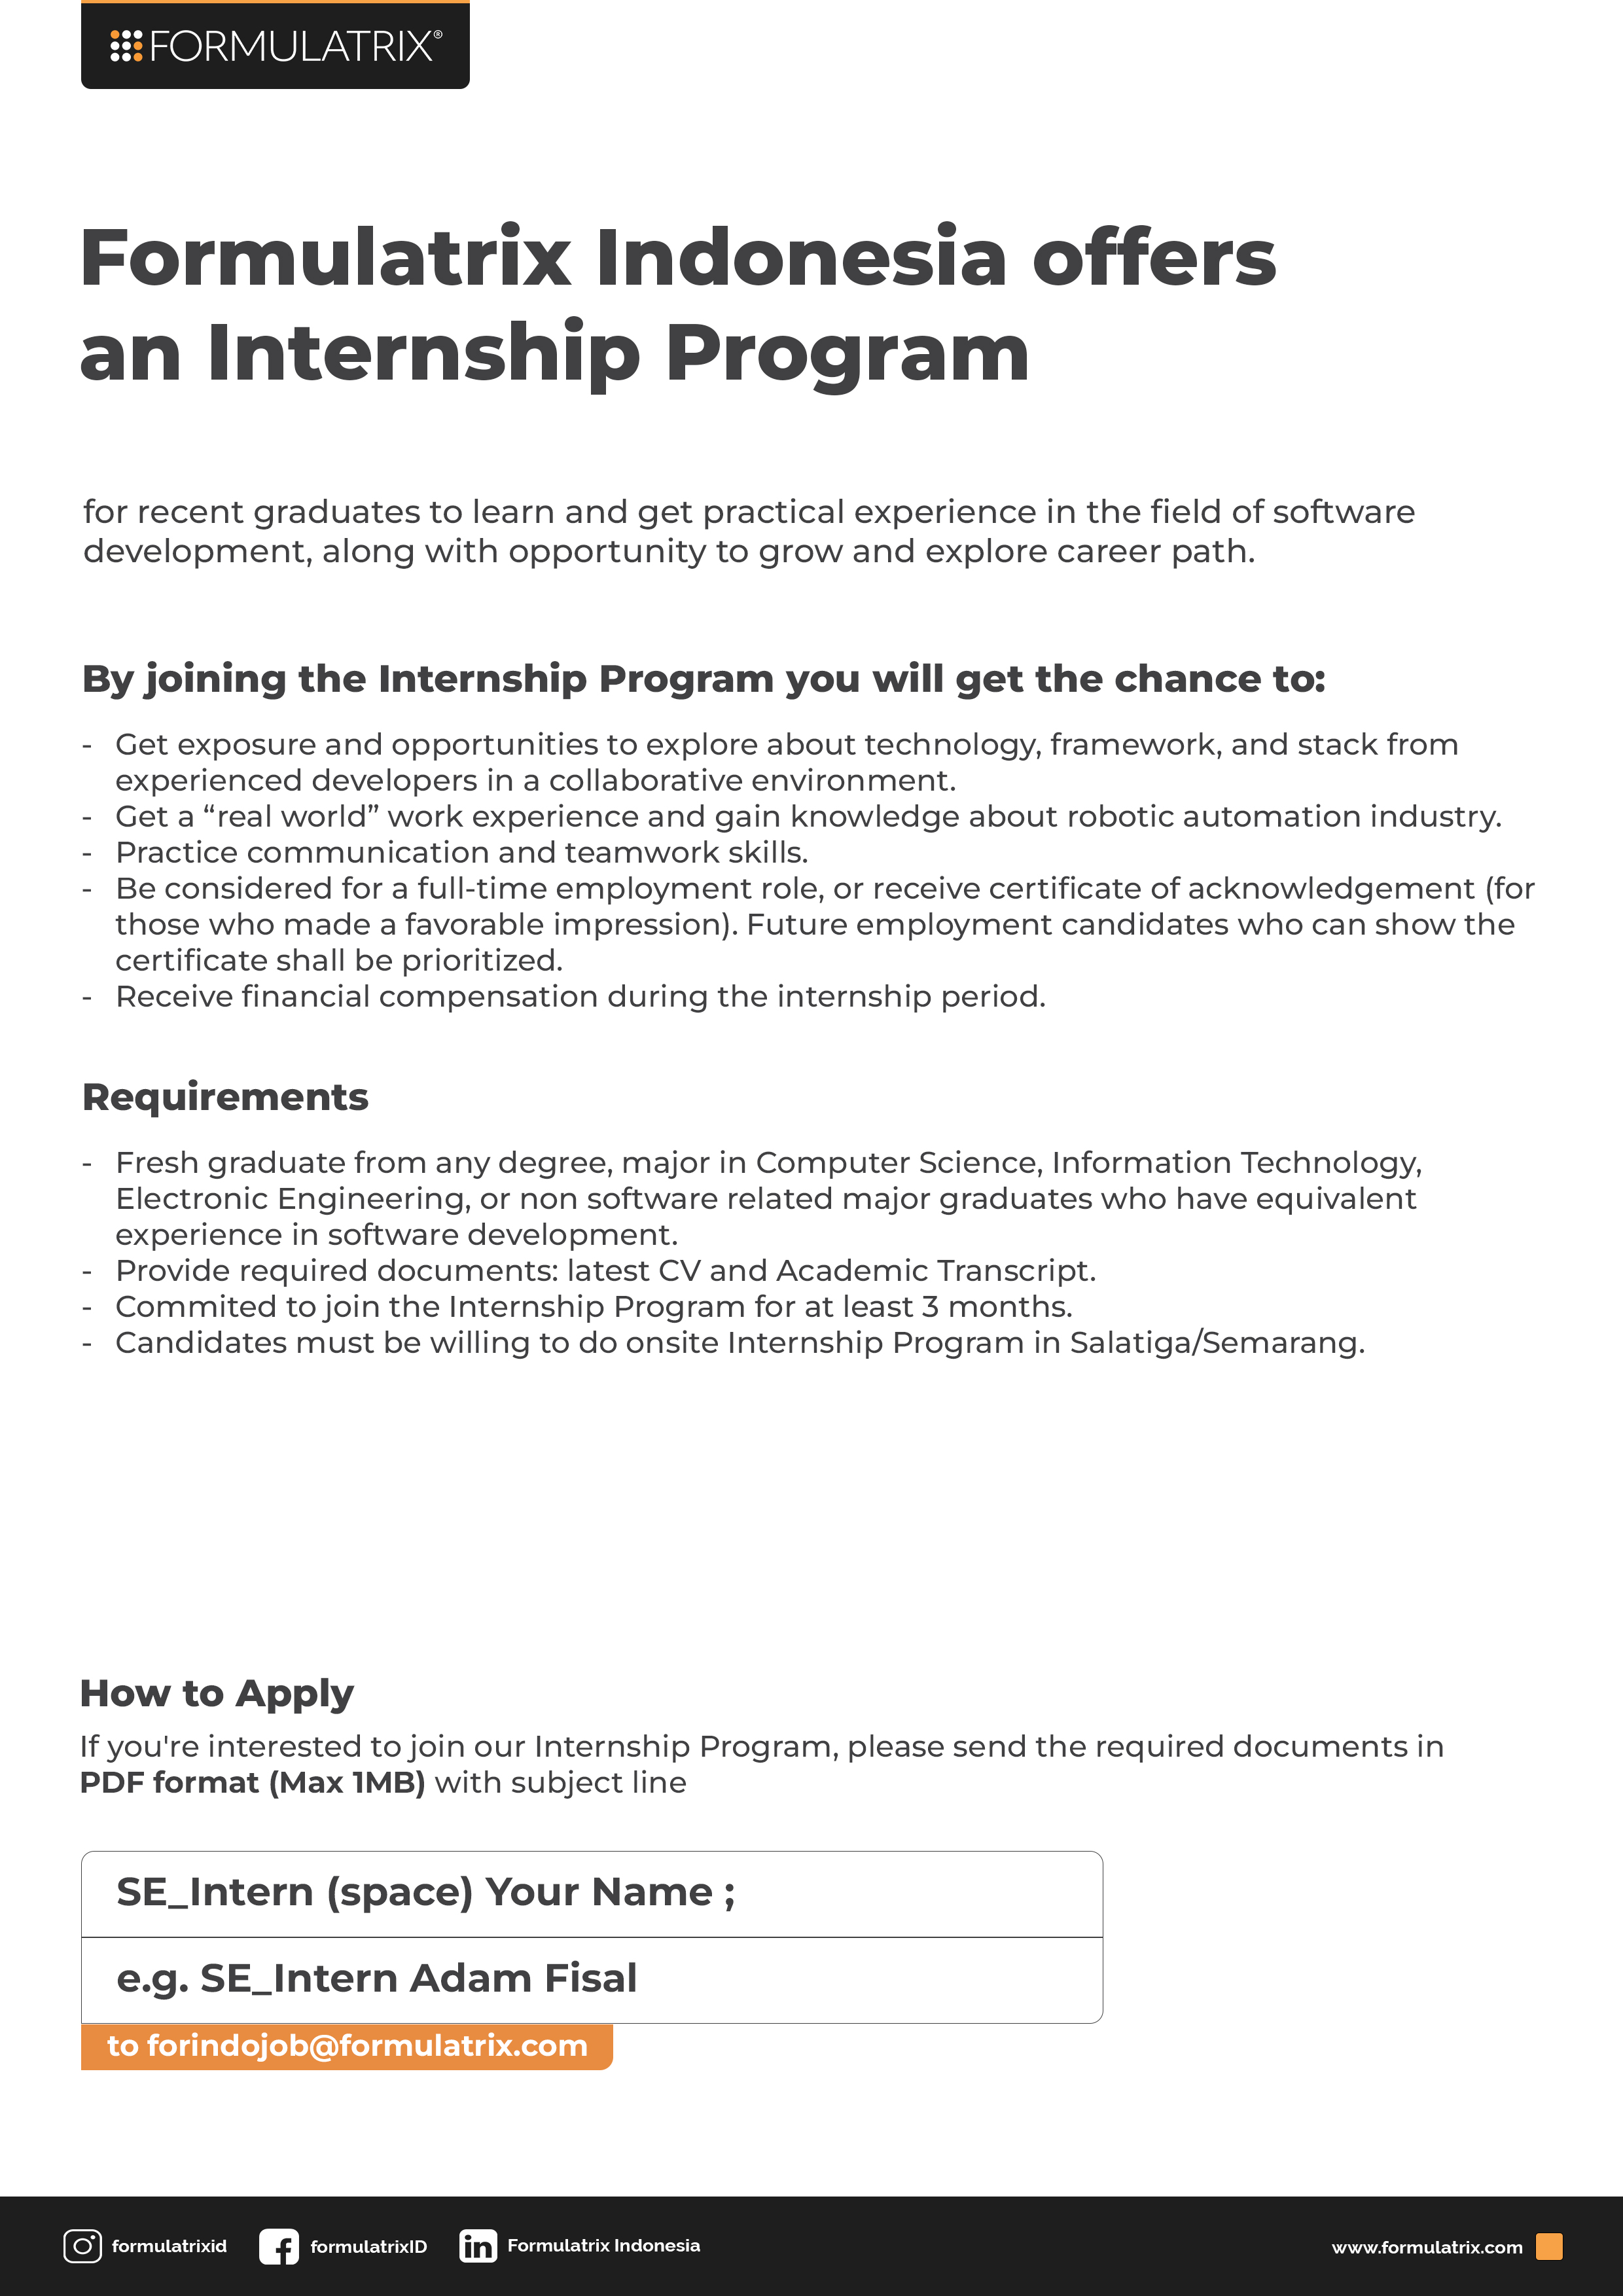 FORMULATRIX®
Formulatrix Indonesia offers
an Internship Program
for recent graduates to learn and get practical experience in the field of software
development, along with opportunity to grow and explore career path.
By joining the Internship Program you will get the chance to:
- Get exposure and opportunities to explore about technology, framework, and stack from
experienced developers in a collaborative environment.
- Get a “real world” work experience and gain knowledge about robotic automation industry.
- Practice communication and teamwork skills.
- Be considered for a full-time employment role, or receive certificate of acknowledgement (for
those who made a favorable impression). Future employment candidates who can show the
certificate shall be prioritized.
- Receive financial compensation during the internship period.
Requirements
- Fresh graduate from any degree, major in Computer Science, Information Technology,
Electronic Engineering, or non software related major graduates who have equivalent
experience in software development.
- Provide required documents: latest CV and Academic Transcript.
- Commited to join the Internship Program for at least 3 months.
- Candidates must be willing to do onsite Internship Program in Salatiga/Semarang.
How to Apply
If you're interested to join our Internship Program, please send the required documents in
PDF format (Max 1MB) with subject line
SE_Intern (space) Your Name ;
e.g. SE_Intern Adam Fisal
to forindojob@formulatrix.com
formulatrixid
formulatrixID
Formulatrix Indonesia
www.formulatrix.com